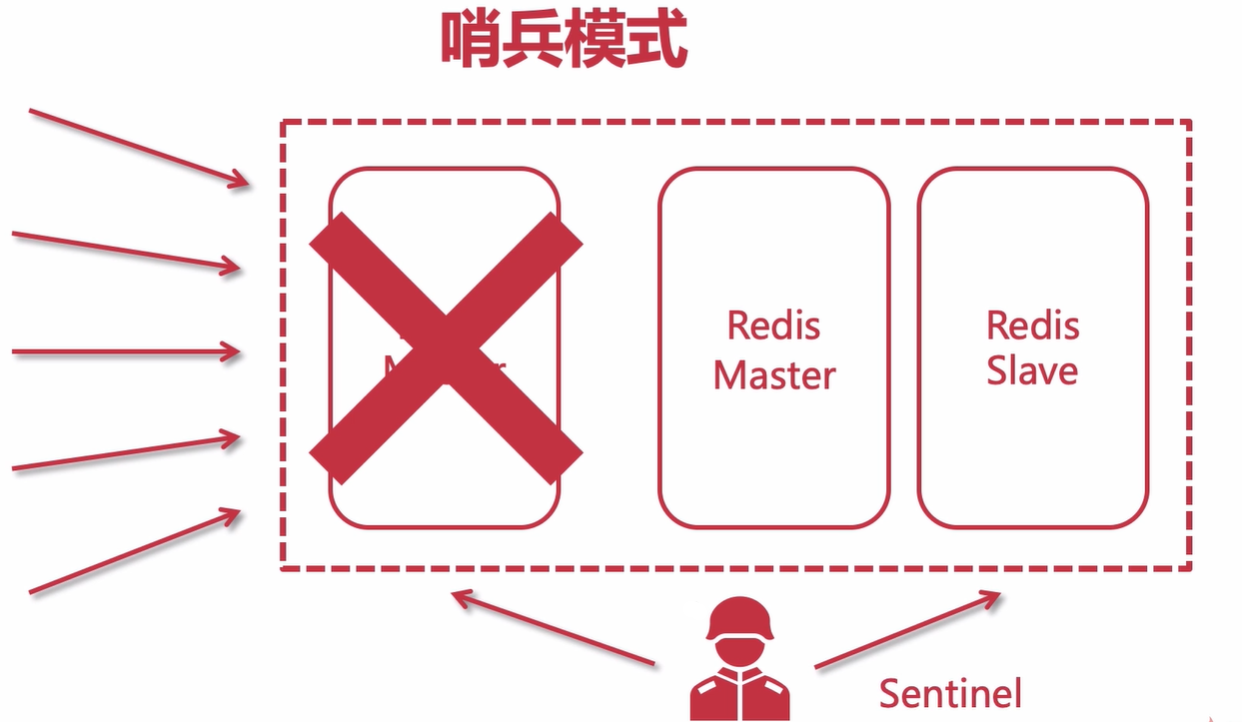 哨兵模式
Redis
Master
Redis
Slave
Sentinel